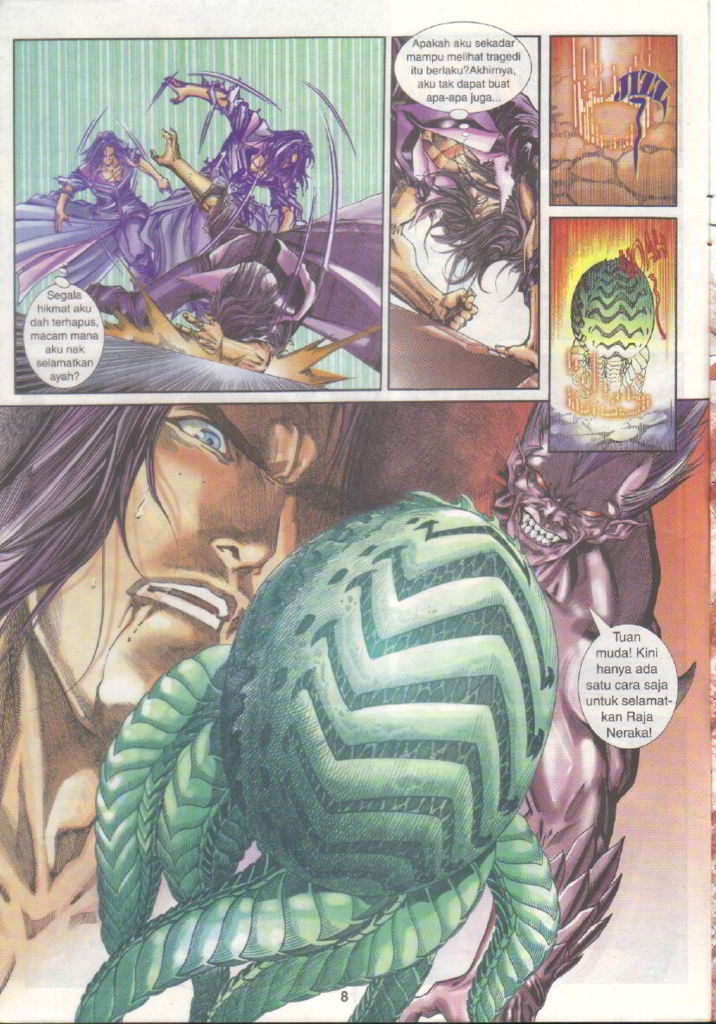 Segala
hikmat aku
dah terhapus,
macam mana
aku nak
selamatkan
ayah?
Apakah aku sekadar
mampu melihat tragedi
itu berlaku?Akhirnya,
aku tak dapat buat
apa-apa juga...
Tuan
muda! Kini
hanya ada
satu cara saja
untuk selamat-
kan Raja
Neraka!
8